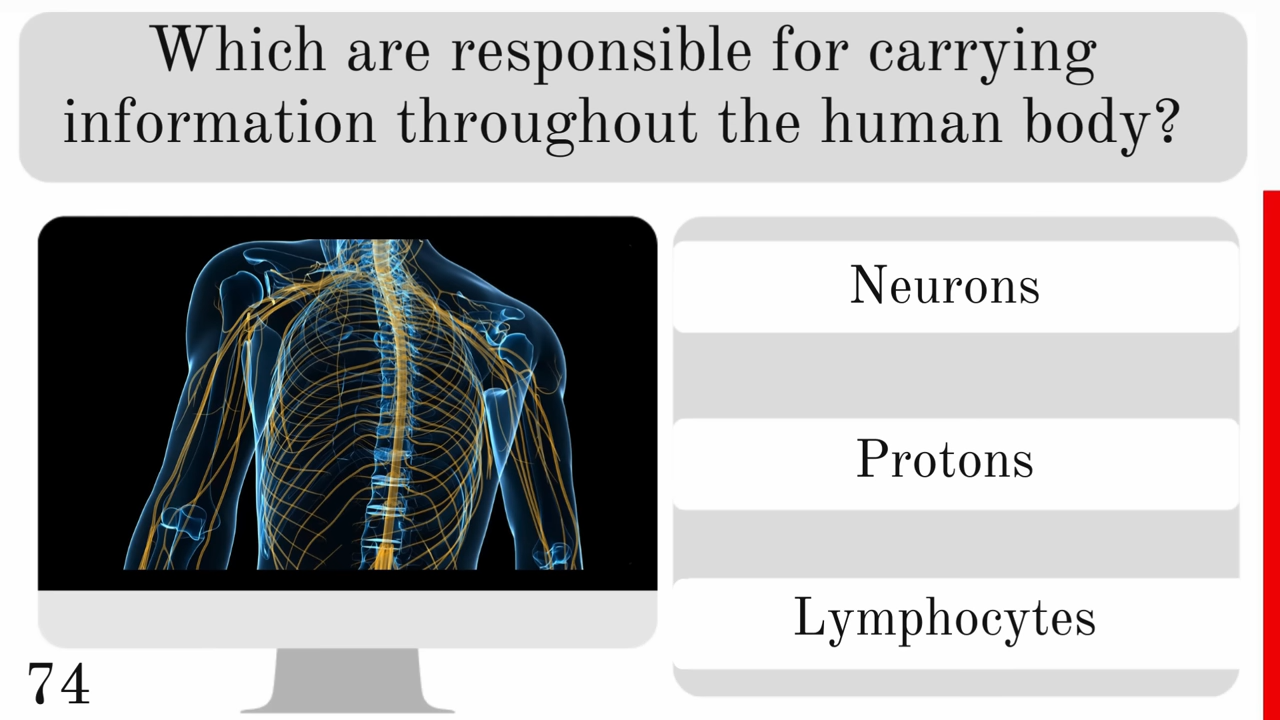 Which are responsible for carrying
information throughout the human body?
Neurons
Protons
Lymphocytes
74